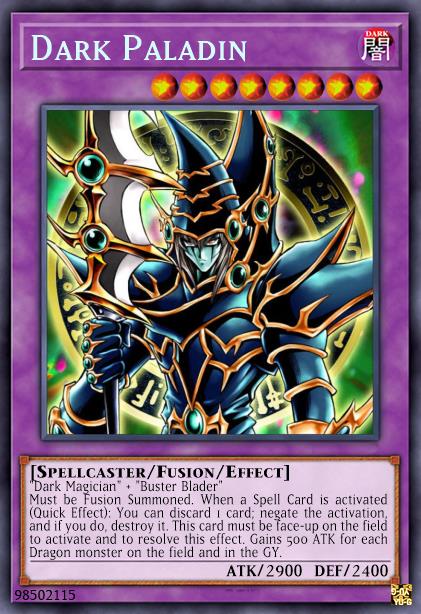 Dark Paladin
DARK
闇
[Spellcaster/Fusion/Effect]
"Dark Magician" + "Buster Blader"
Must be Fusion Summoned. When a Spell Card is activated
(Quick Effect): You can discard 1 card; negate the activation,
and if you do, destroy it. This card must be face-up on the field
to activate and to resolve this effect. Gains 500 ATK for each
Dragon monster on the field and in the GY.
ATK/2900 DEF/2400
98502115